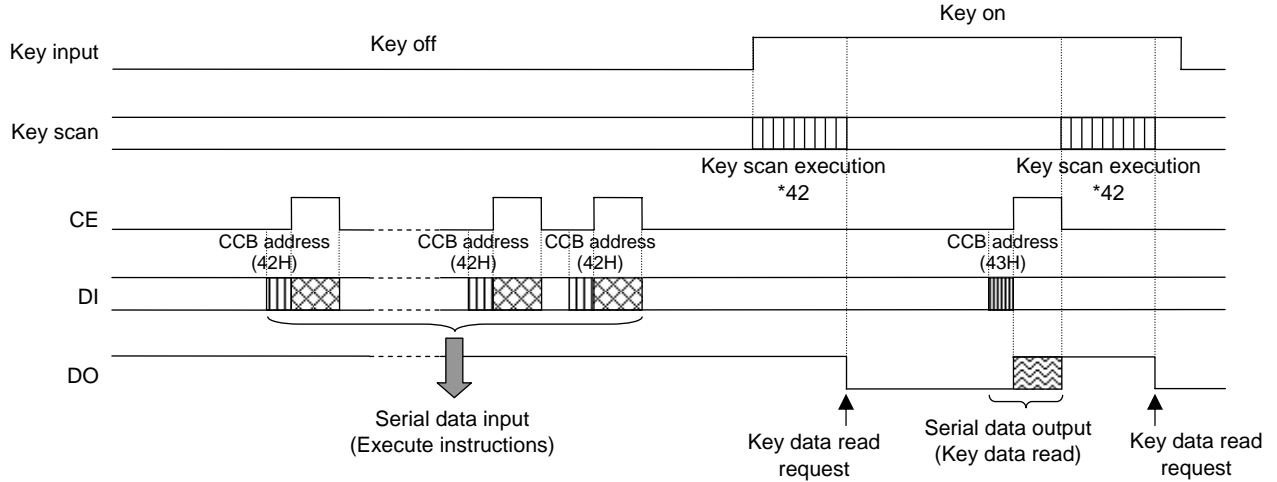 Key on
Key off
Key input
Key scan
Key scan execution
*42
Key scan execution
*42
CE
CCB address
(42H)
CCB address
(42H)
CCB address
(42H)
CCB address
(43H)
DI
DO
Serial data input
(Execute instructions)
Key data read
request
Serial data output
(Key data read)
Key data read
request